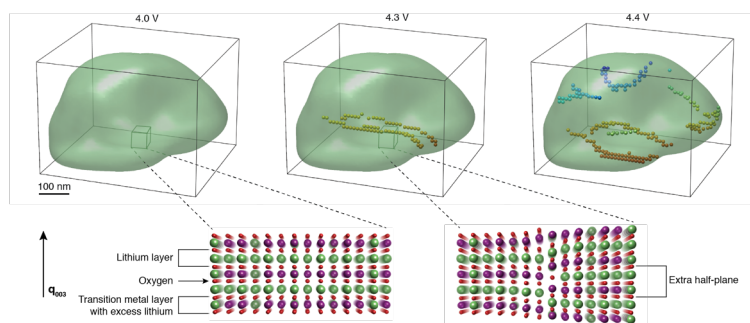 4.0 V
4.3 V
4.4 V
100 nm
q003
Lithium layer
Oxygen
Transition metal layer
with excess lithium
Extra half-plane